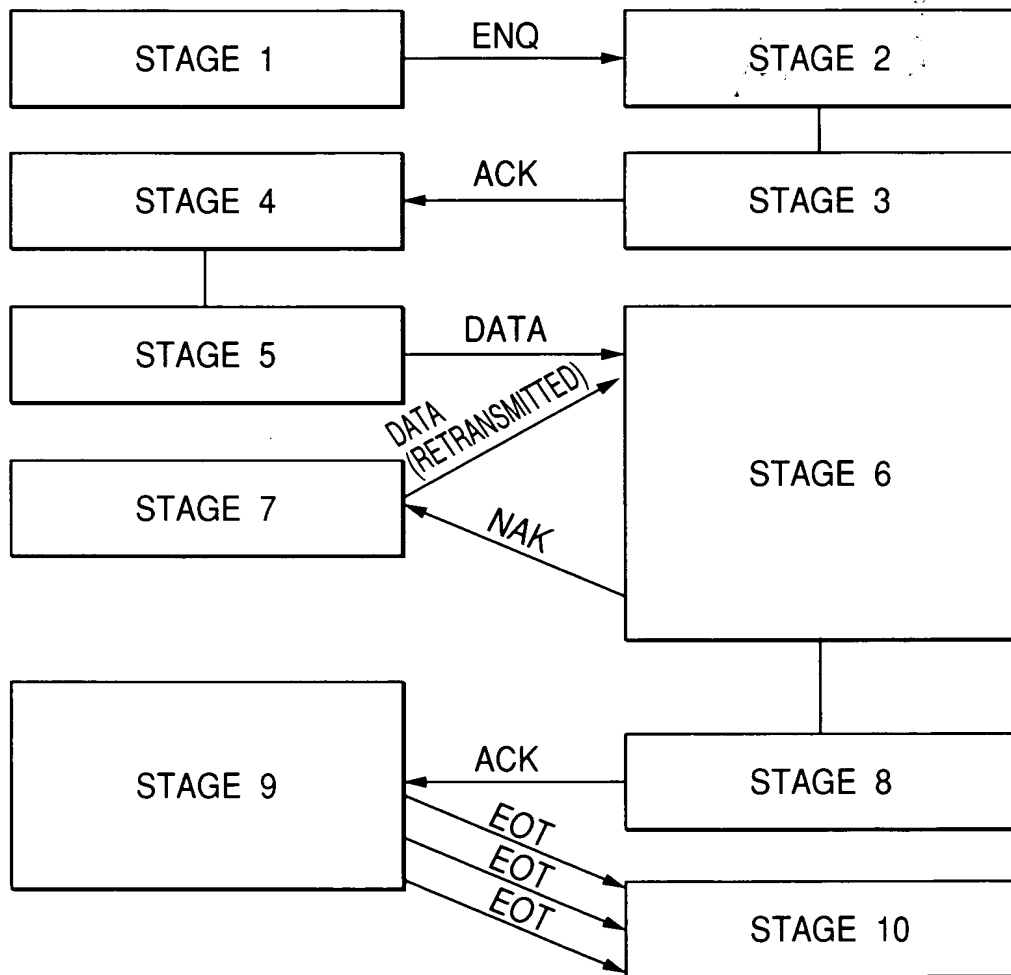 STAGE 1
ENQ
STAGE 2
STAGE 4
ACK
STAGE 3
STAGE 5
DATA
STAGE 6
DATA
(RETRANSMITTED)
STAGE 7
NAK
STAGE 9
ACK
STAGE 8
EOT
EOT
EOT
STAGE 10